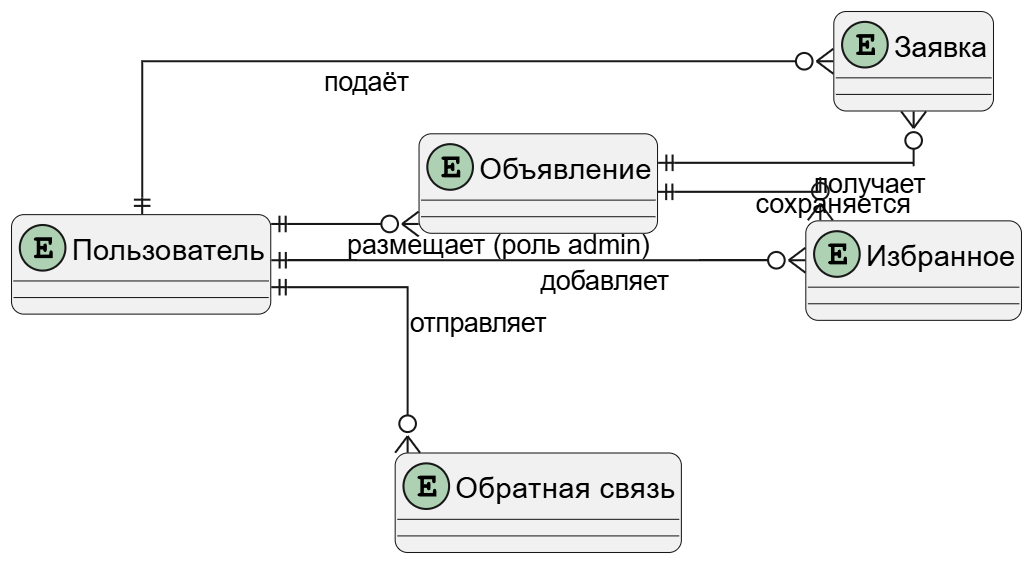 E Заявка
подаёт
E Объявление
получает
сохраняется
E Пользователь
размещает (роль admin)
E Избранное
добавляет
отправляет
E Обратная связь